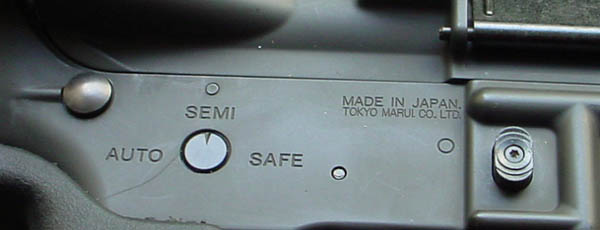 SEMI
AUTO SAFE
MADE IN JAPAN.
TOKYO MARUI. CO. LTD.